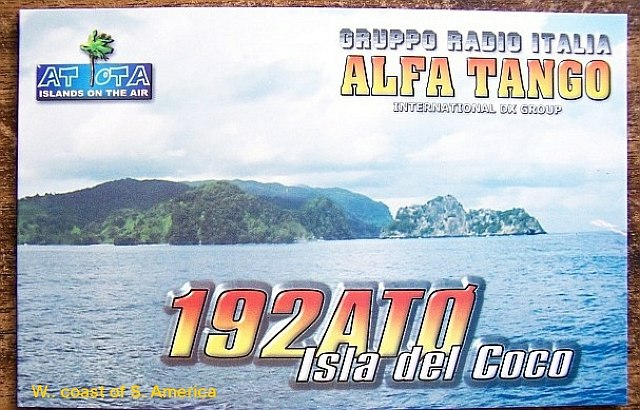 AT IOTA
ISLANDS ON THE AIR
GRUPPO RADIO ITALIA
ALFA TANGO
INTERNATIONAL DX GROUP
192ATØ
Isla del Coco
W. coast of S. America